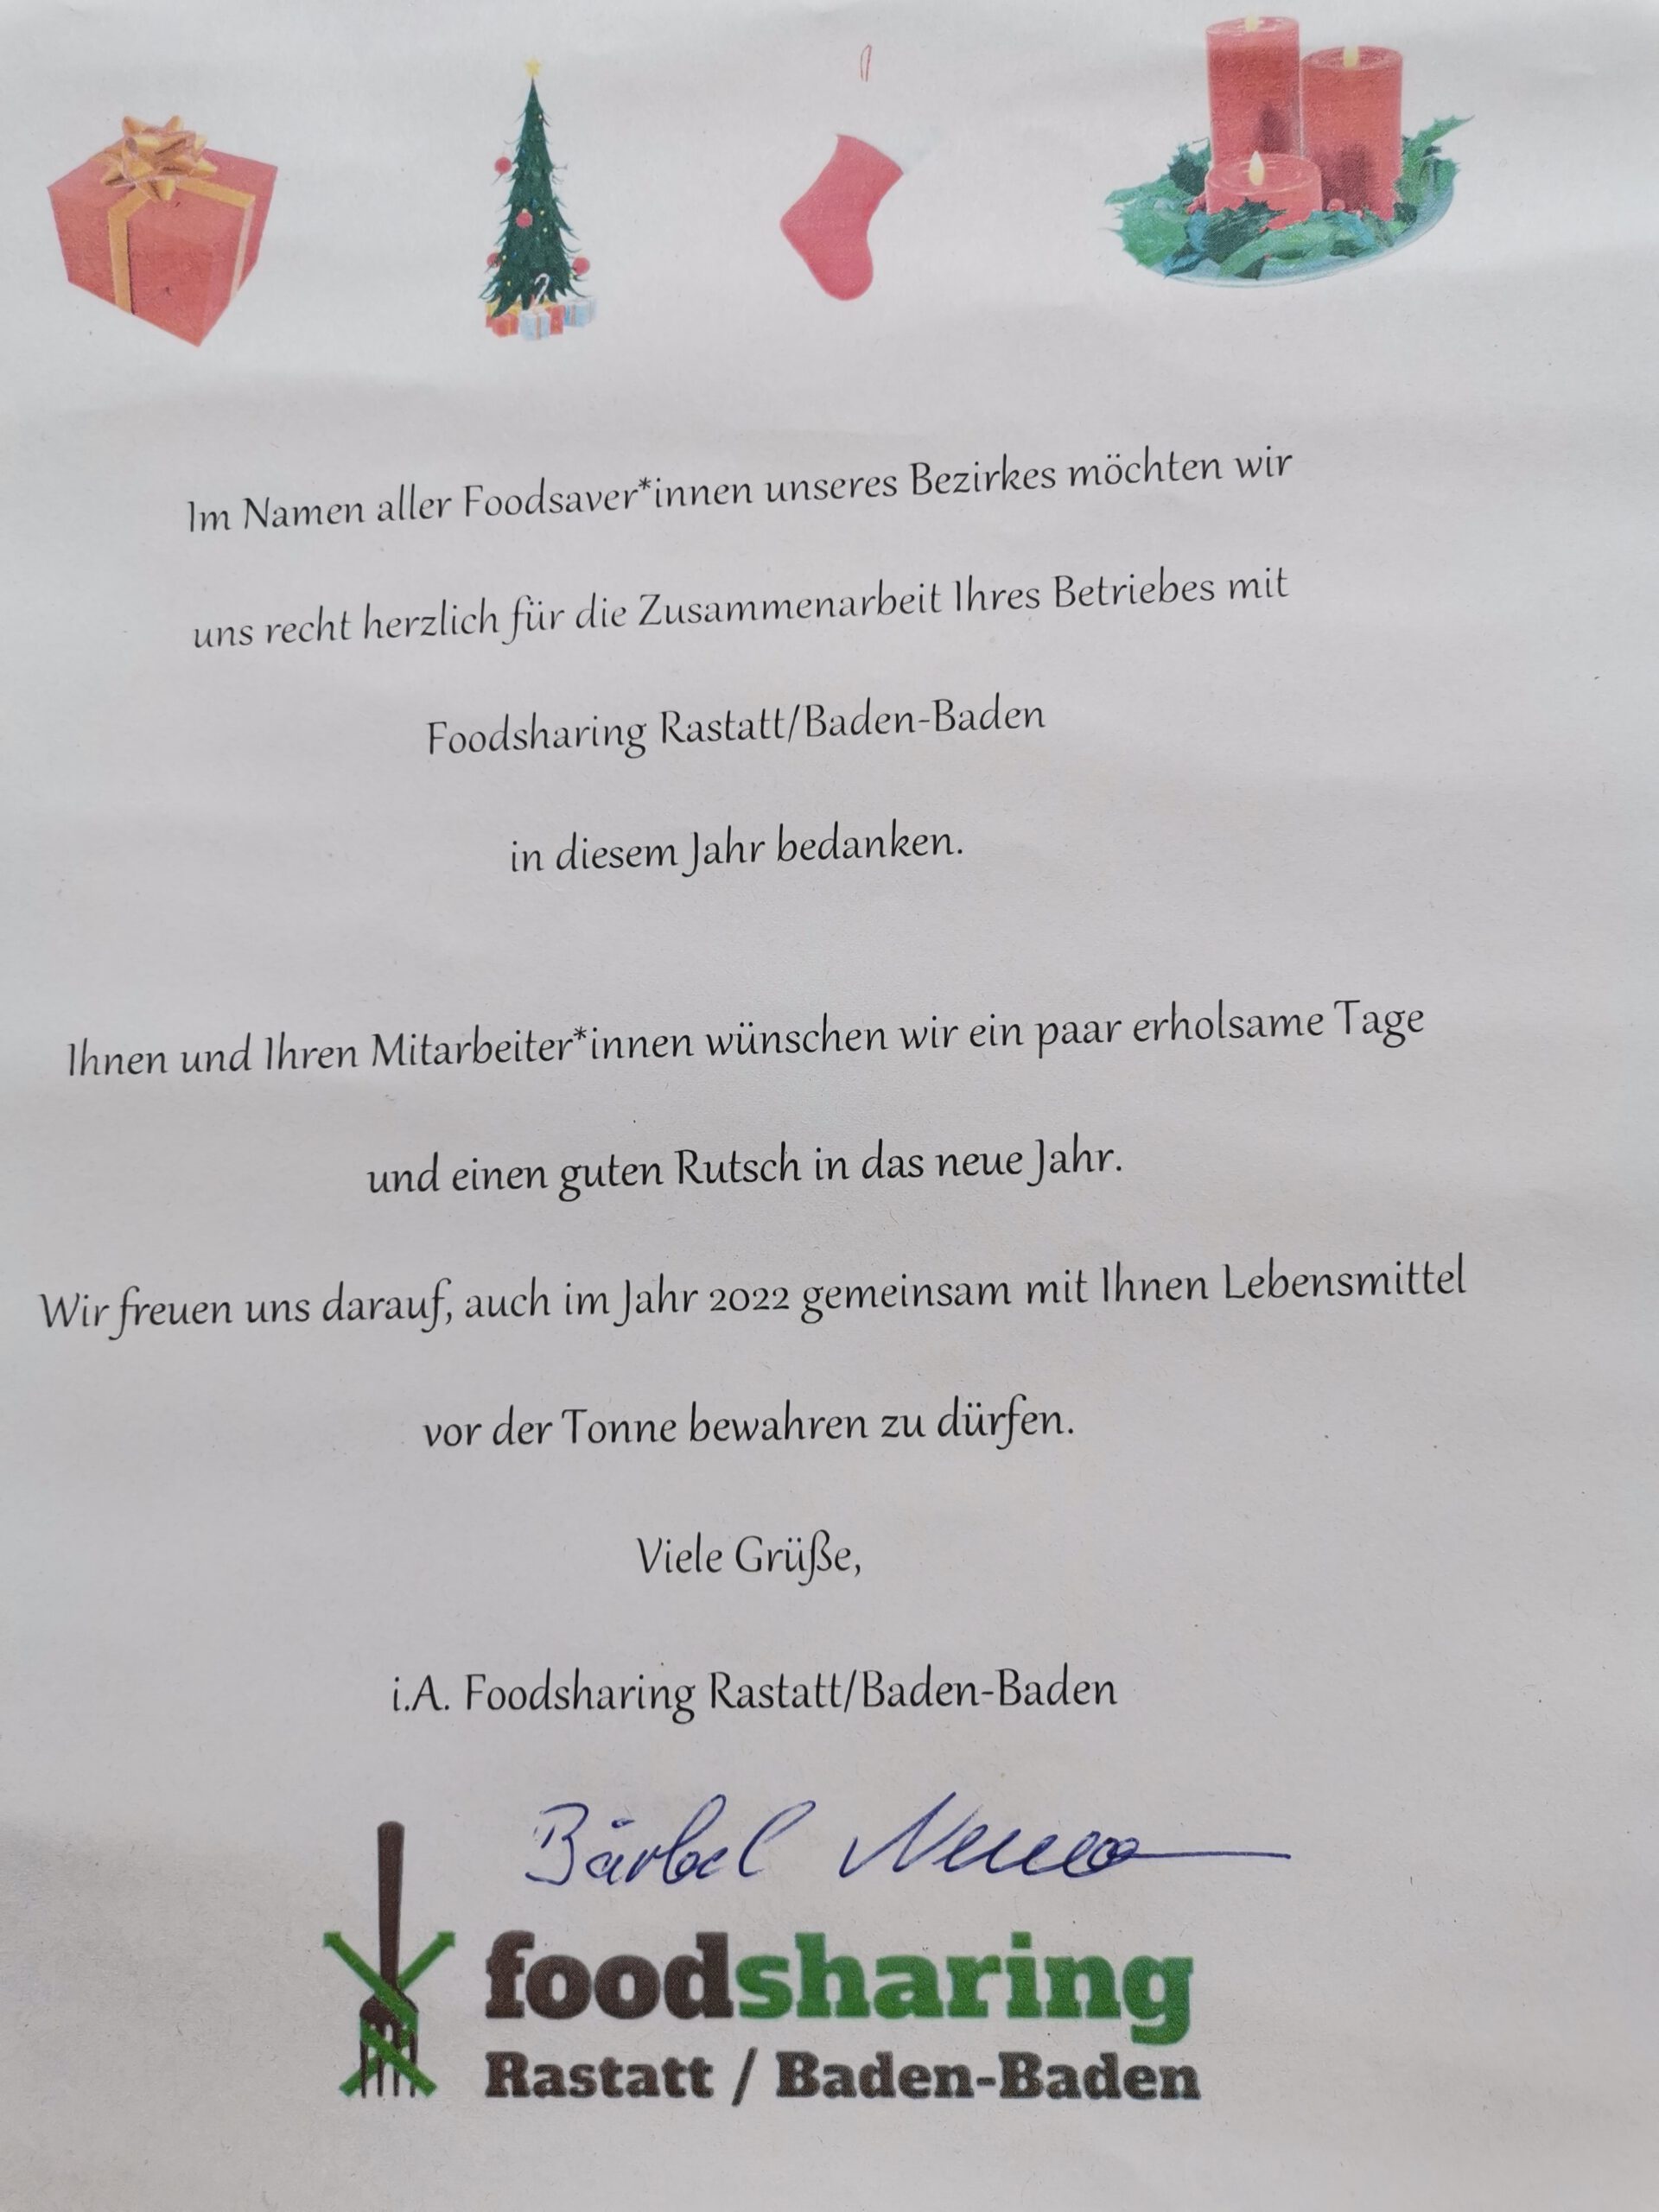 Im Namen aller Foodsaver*innen unseres Bezirkes möchten wir
uns recht herzlich für die Zusammenarbeit Ihres Betriebes mit
Foodsharing Rastatt/Baden-Baden
in diesem Jahr bedanken.
Ihnen und Ihren Mitarbeiter*innen wünschen wir ein paar erholsame Tage
und einen guten Rutsch in das neue Jahr.
Wir freuen uns darauf, auch im Jahr 2022 gemeinsam mit Ihnen Lebensmittel
vor der Tonne bewahren zu dürfen.
Viele Grüße,
i.A. Foodsharing Rastatt/Baden-Baden
Bärbel
foodsharing
Rastatt / Baden-Baden